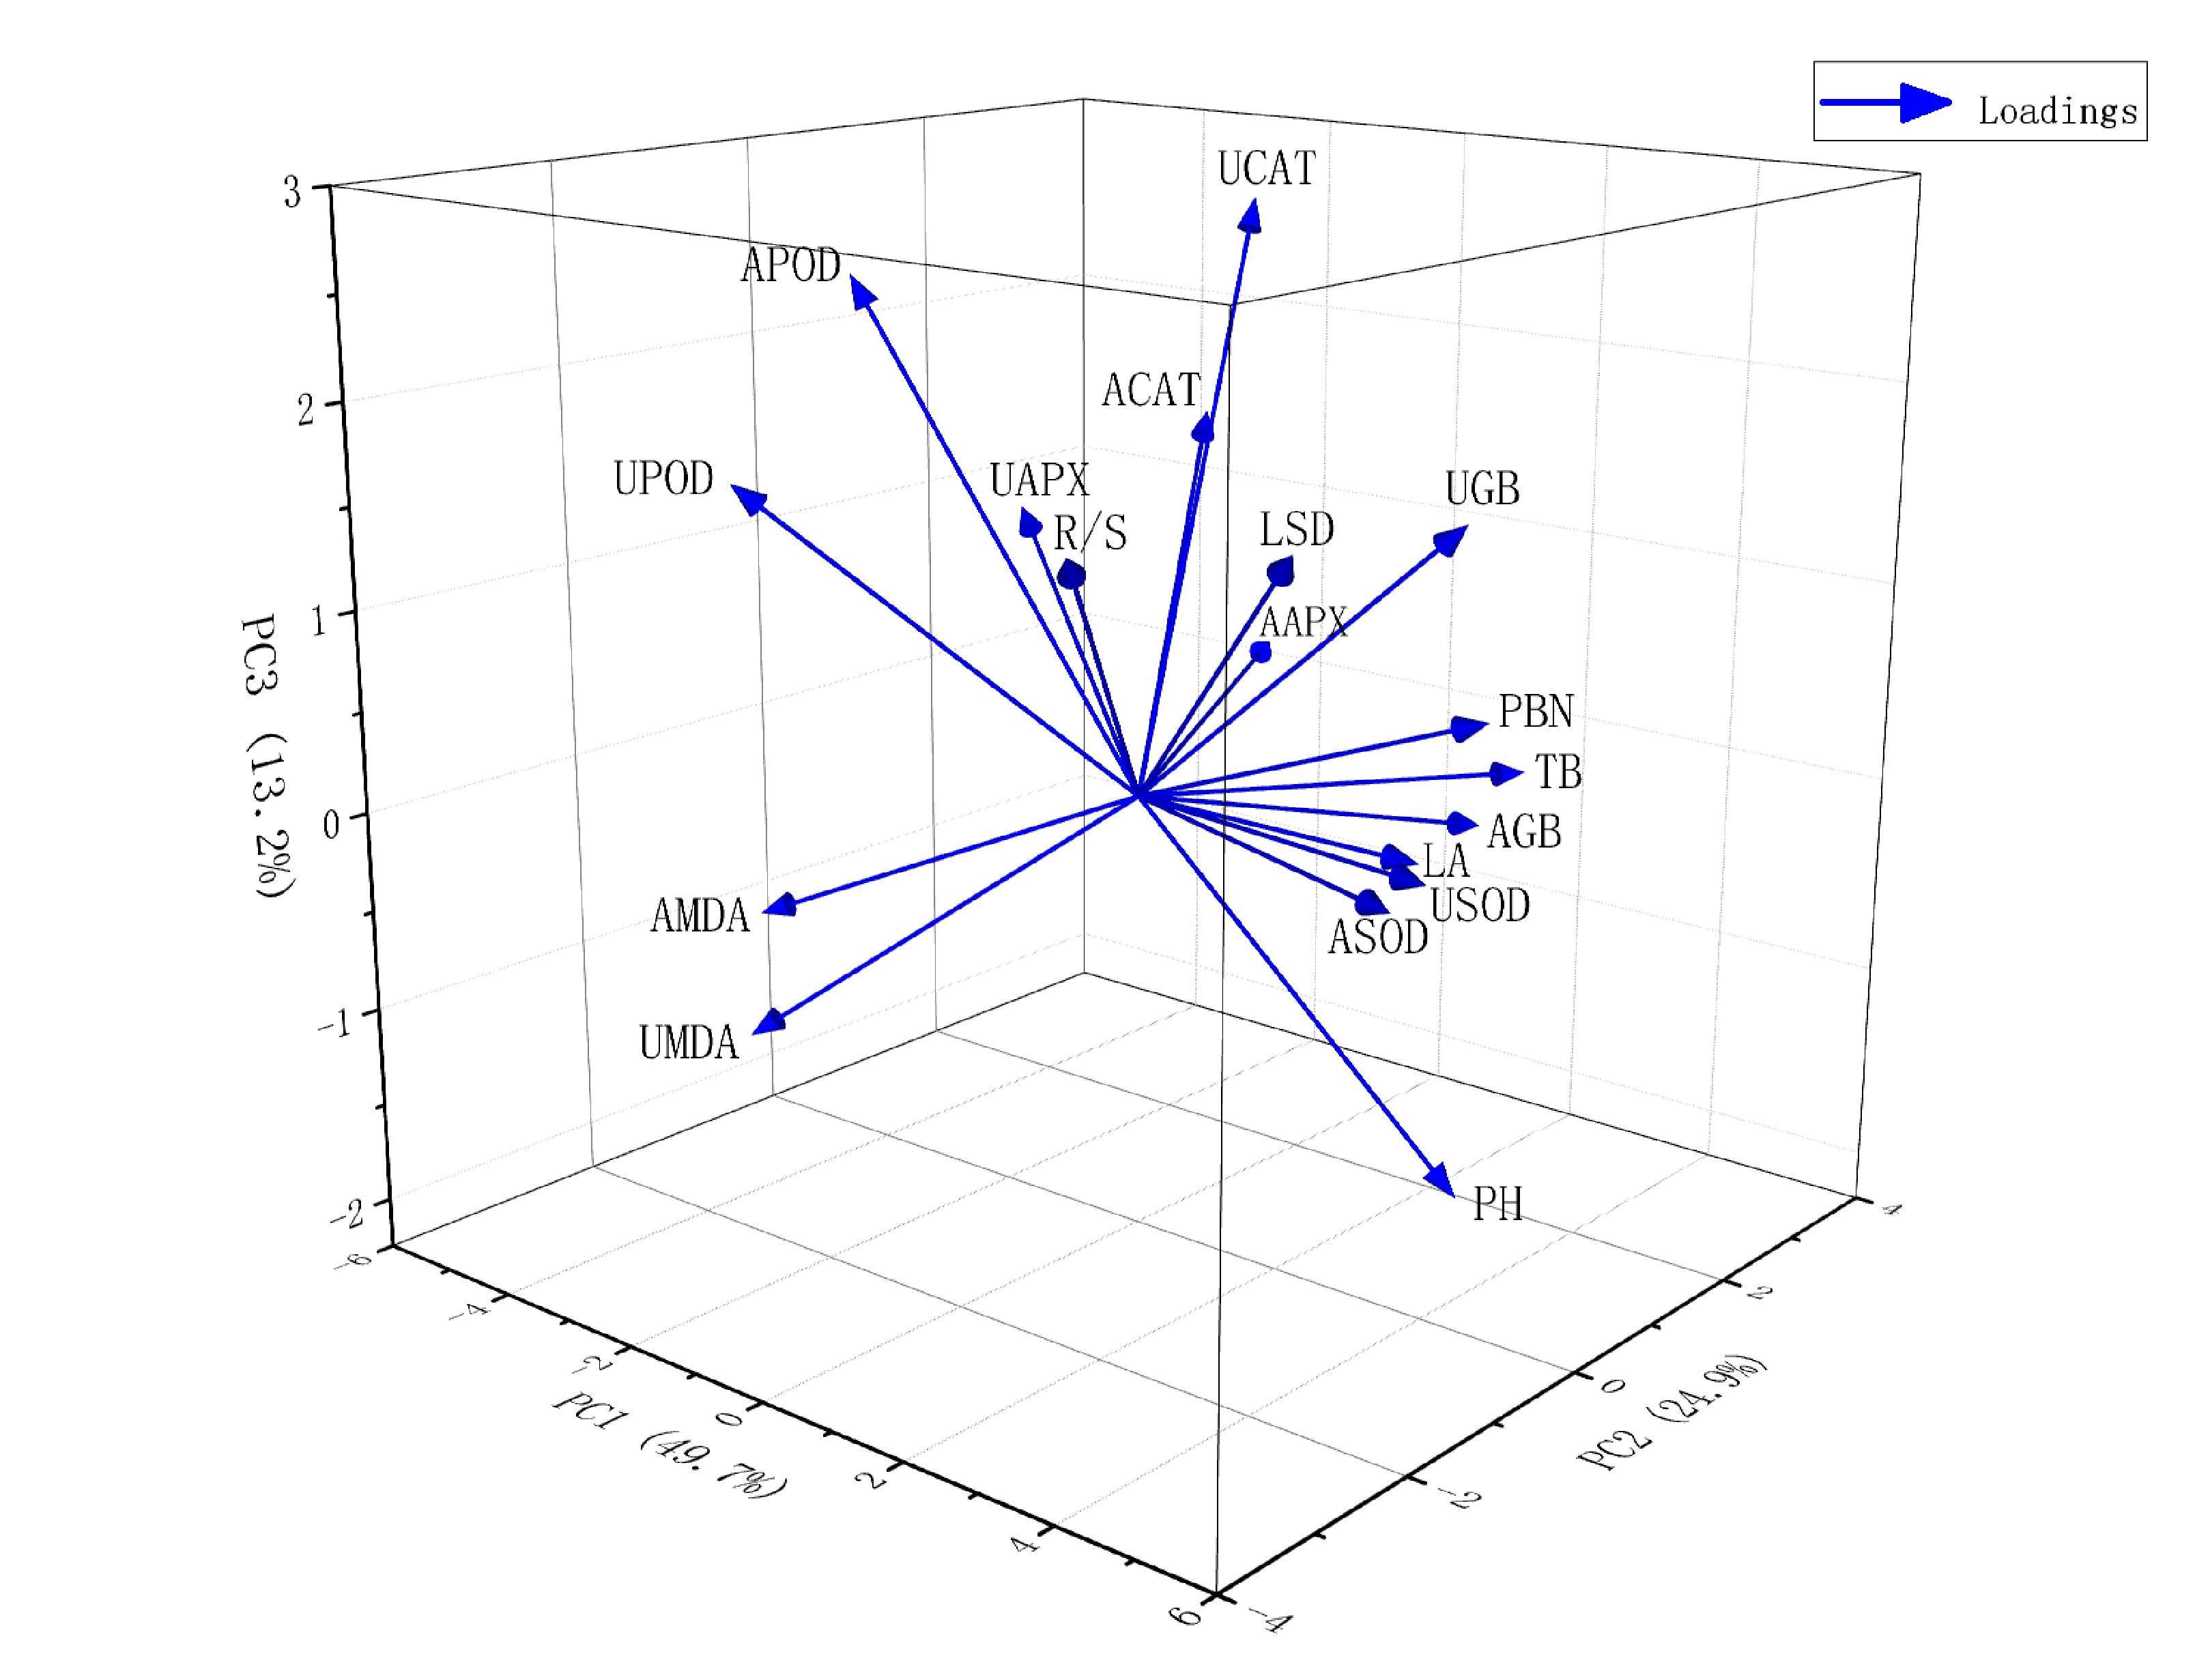 Loadings
UCAT
APOD
ACAT
UPOD
UAPX
UGB
R/S
LSD
AAPX
PBN
TB
AGB
LA
USOD
ASOD
AMDA
UMDA
PH
3
2
1
0
-1
-2
PC3 (13.2%)
-6
-4
-2
0
2
4
6
PC1 (49.7%)
-4
-2
0
2
4
PC2 (24.9%)